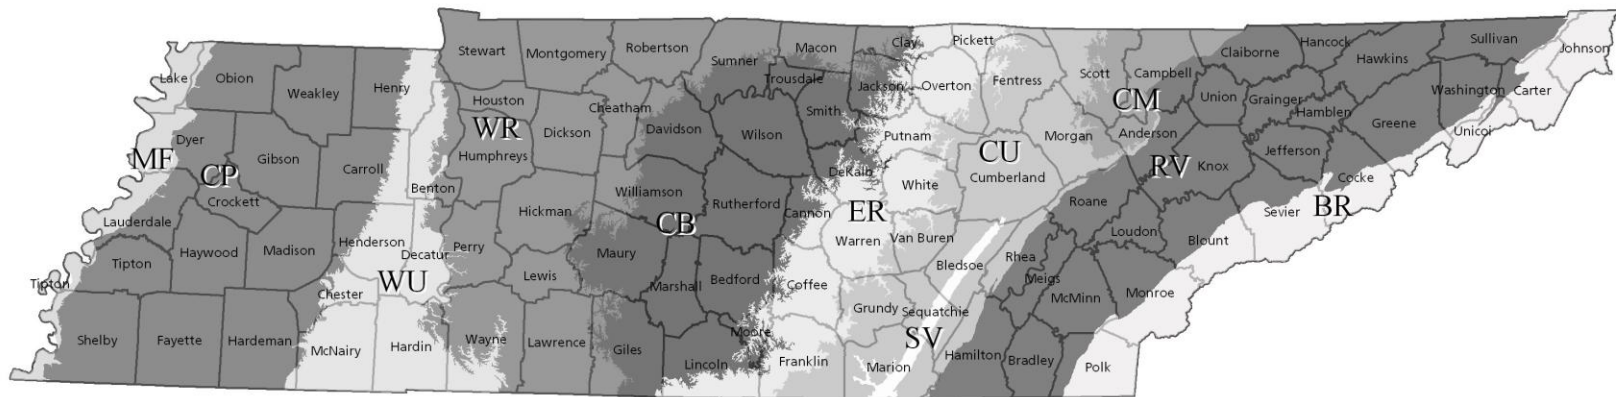 Johnson
Sullivan
Hancock
Hawkins
Claiborne
Pickett
Clay
Macon
Robertson
Montgomery
Stewart
Sumner
Scott
Campbell
Fentress
Overton
Jackson
Trousdale
Lake
Obion
Weakley
Henry
Houston
Cheatham
Smith
Union
Grainger
Hamblen
Washington
Carter
CM
WR
Dickson
Davidson
Wilson
Putnam
Morgan
Anderson
Greene
Unicoi
Dyer
MF
CP
Gibson
Carroll
Humphreys
Benton
CU
RV
Knox
Jefferson
Cocke
DeKalb
White
Cumberland
Williamson
Rutherford
Crockett
Lauderdale
Hickman
CB
Cannon
ER
Roane
Sevier
BR
Loudon
Blount
Haywood
Madison
Henderson
Decatur
Perry
Maury
Warren
Van Buren
Tipton
Tipton
WU
Lewis
Marshall
Bedford
Coffee
Bledsoe
Rhea
Meigs
McMinn
Monroe
Chester
Grundy
Sequatchie
SV
Shelby
Fayette
Hardeman
McNairy
Hardin
Wayne
Lawrence
Giles
Lincoln
Moore
Franklin
Marion
Hamilton
Bradley
Polk